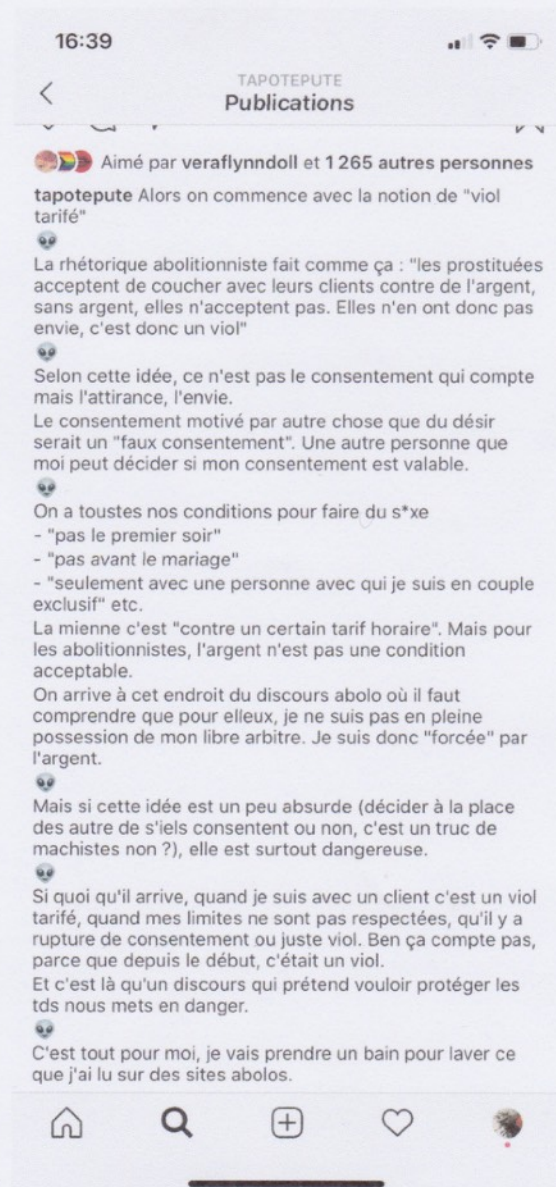 16:39
TAPOTEPUTE
Publications
Aimé par veraflynndoll et 1 265 autres personnes
tapotepute Alors on commence avec la notion de "viol
tarifé"
👽
La rhétorique abolitionniste fait comme ça : "les prostituées
acceptent de coucher avec leurs clients contre de l'argent,
sans argent, elles n'acceptent pas. Elles n'en ont donc pas
envie, c'est donc un viol"
👽
Selon cette idée, ce n'est pas le consentement qui compte
mais l'attirance, l'envie.
Le consentement motivé par autre chose que du désir
serait un "faux consentement". Une autre personne que
moi peut décider si mon consentement est valable.
👽
On a toustes nos conditions pour faire du s*xe
- "pas le premier soir"
- "pas avant le mariage"
- "seulement avec une personne avec qui je suis en couple
exclusif" etc.
La mienne c'est "contre un certain tarif horaire". Mais pour
les abolitionnistes, l'argent n'est pas une condition
acceptable.
On arrive à cet endroit du discours abolo où il faut
comprendre que pour elleux, je ne suis pas en pleine
possession de mon libre arbitre. Je suis donc "forcée" par
l'argent.
👽
Mais si cette idée est un peu absurde (décider à la place
des autre de s'iels consentent ou non, c'est un truc de
machistes non ?), elle est surtout dangereuse.
👽
Si quoi qu'il arrive, quand je suis avec un client c'est un viol
tarifé, quand mes limites ne sont pas respectées, qu'il y a
rupture de consentement ou juste viol. Ben ça compte pas,
parce que depuis le début, c'était un viol.
Et c'est là qu'un discours qui prétend vouloir protéger les
tds nous mets en danger.
👽
C'est tout pour moi, je vais prendre un bain pour laver ce
que j'ai lu sur des sites abolos.